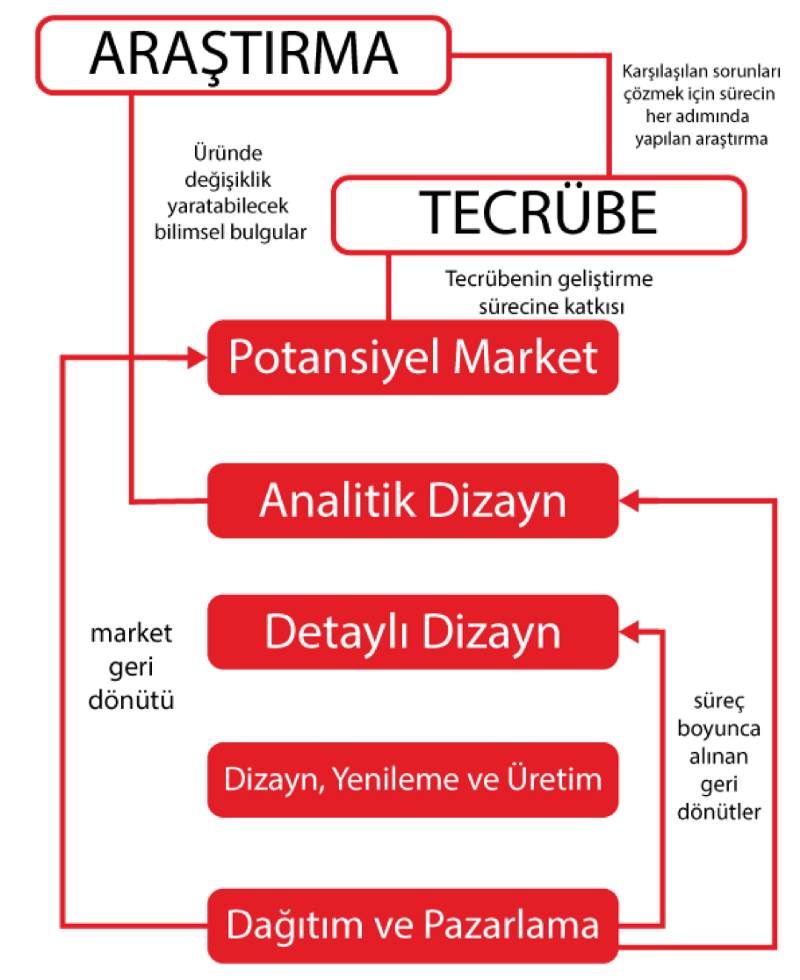 ARAŞTIRMA
Karşılaşılan sorunları
çözmek için sürecin
her adımında
yapılan araştırma
Üründe
değişiklik
yaratabilecek
bilimsel bulgular
TECRÜBE
Tecrübenin geliştirme
sürecine katkısı
Potansiyel Market
Analitik Dizayn
Detaylı Dizayn
market
geri
dönütü
süreç
boyunca
alınan
geri
dönütler
Dizayn, Yenileme ve Üretim
Dağıtım ve Pazarlama